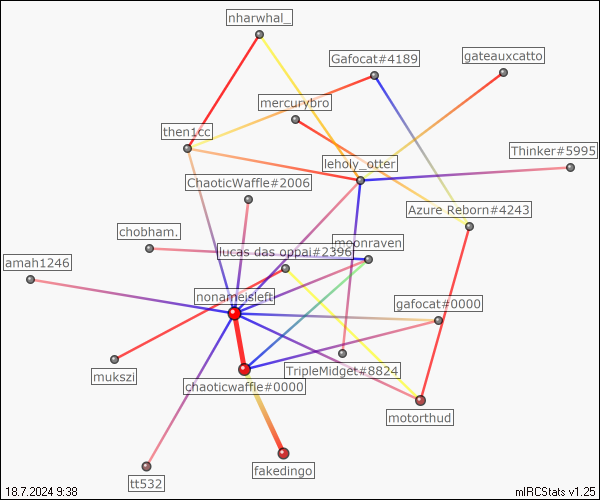 nharwhal_
Gafocat#4189
gateauxcatto
mercurybro
then1cc
Thinker#5995
leholy_otter
ChaoticWaffle#2006
Azure Reborn#4243
chobham.
moonraven
lucas das oppai#2396
amah1246
nonameisleft
gafocat#0000
TripleMidget#8824
mukszi
chaoticwaffle#0000
motorthud
fakedingo
tt532
18.7.2024 9:38
mIRCStats v1.25